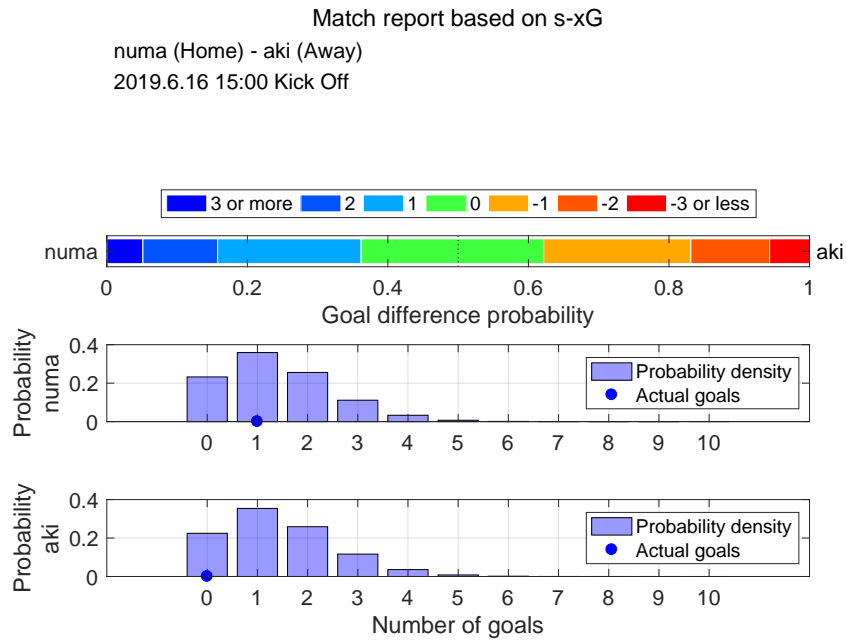 Match report based on s-xG
numa (Home) - aki (Away)
2019.6.16 15:00 Kick Off
3 or more 2 1 0 -1 -2 -3 or less
numa aki
0 0.2 0.4 0.6 0.8 1
Goal difference probability
Probability
numa
0.4
0.2
0
Probability density
Actual goals
0 1 2 3 4 5 6 7 8 9 10
Probability
aki
0.4
0.2
0
Probability density
Actual goals
0 1 2 3 4 5 6 7 8 9 10
Number of goals